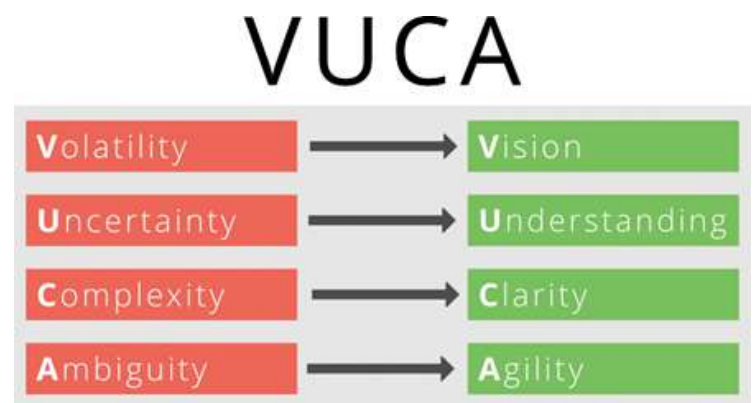 VUCA
Volatility Vision
Uncertainty Understanding
Complexity Clarity
Ambiguity Agility